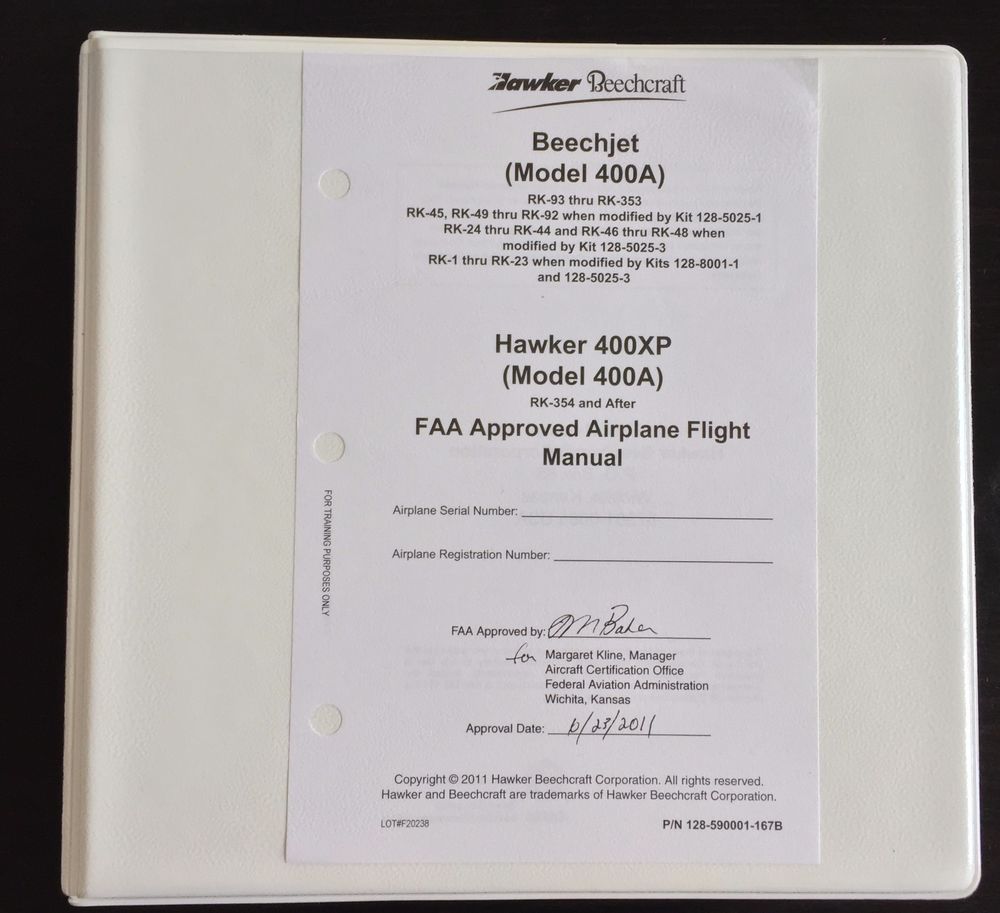 Hawker Beechcraft
Beechjet
(Model 400A)
RK-93 thru RK-353
RK-45, RK-49 thru RK-92 when modified by Kit 128-5025-1
RK-24 thru RK-44 and RK-46 thru RK-48 when
modified by Kit 128-5025-3
RK-1 thru RK-23 when modified by Kits 128-8001-1
and 128-5025-3
Hawker 400XP
(Model 400A)
RK-354 and After
FAA Approved Airplane Flight
Manual
Airplane Serial Number:
Airplane Registration Number:
FOR TRAINING PURPOSES ONLY
FAA Approved by: M Baker
for Margaret Kline, Manager
Aircraft Certification Office
Federal Aviation Administration
Wichita, Kansas
Approval Date:
Copyright © 2011 Hawker Beechcraft Corporation. All rights reserved.
Hawker and Beechcraft are trademarks of Hawker Beechcraft Corporation.
LOT#F20238
P/N 128-590001-167B